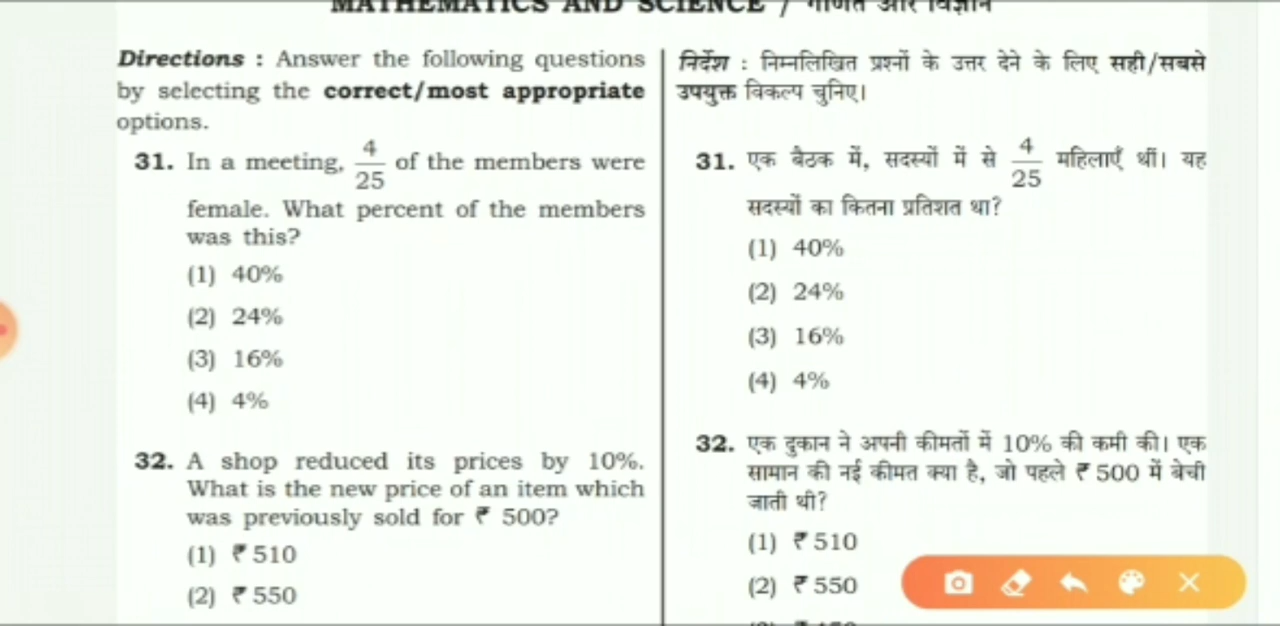 MATHEMATICS AND SCIENCE / गणित और विज्ञान
Directions : Answer the following questions
by selecting the correct/most appropriate
options.
31. In a meeting, 4/25 of the members were
female. What percent of the members
was this?
(1) 40%
(2) 24%
(3) 16%
(4) 4%
32. A shop reduced its prices by 10%.
What is the new price of an item which
was previously sold for ₹ 500?
(1) ₹ 510
(2) ₹ 550
निर्देश : निम्नलिखित प्रश्नों के उत्तर देने के लिए सही/सबसे
उपयुक्त विकल्प चुनिए।
31. एक बैठक में, सदस्यों में से 4/25 महिलाएँ थीं। यह
सदस्यों का कितना प्रतिशत था?
(1) 40%
(2) 24%
(3) 16%
(4) 4%
32. एक दुकान ने अपनी कीमतों में 10% की कमी की। एक
सामान की नई कीमत क्या है, जो पहले ₹ 500 में बेची
जाती थी?
(1) ₹ 510
(2) ₹ 550